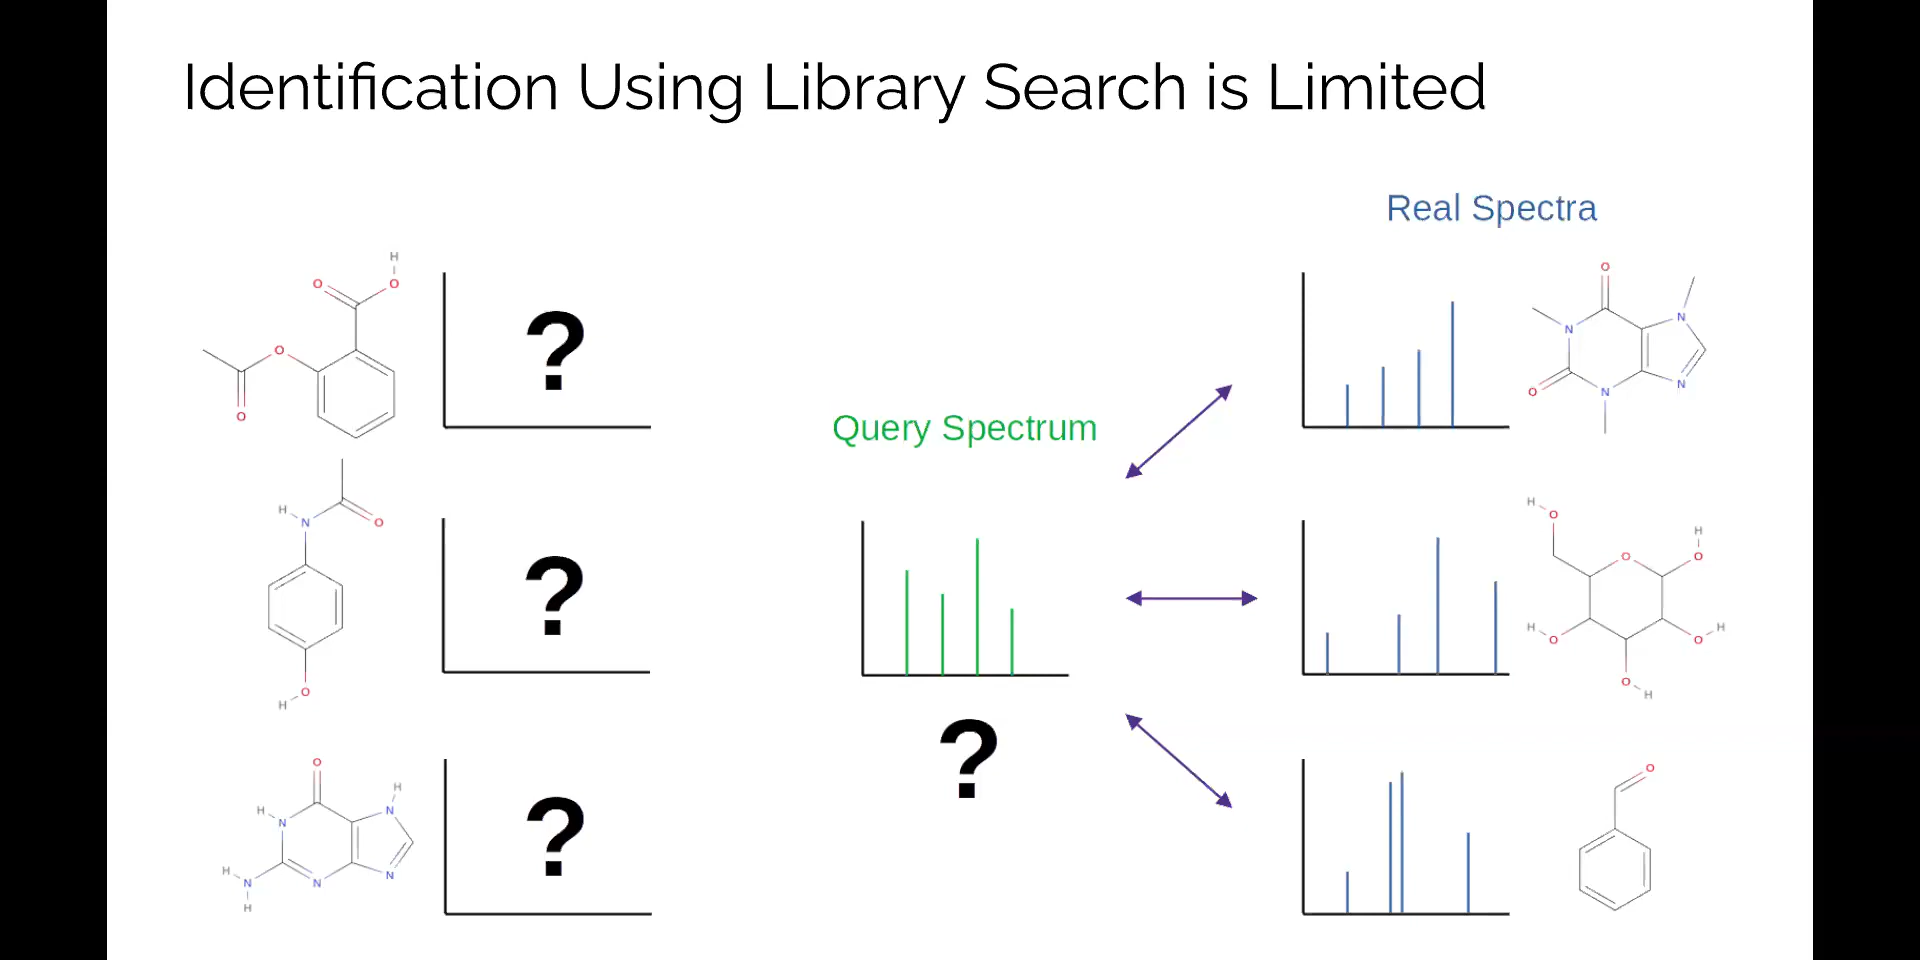 Identification Using Library Search is Limited
Real Spectra
Query Spectrum
H
O
O
O
O
?
H
N
O
O
H
?
O
H
N
H
N
H
N
H
N
N
?
?
O
N
N
O
N
N
H
O
O
H
O
H
O
O
H
O
H
O